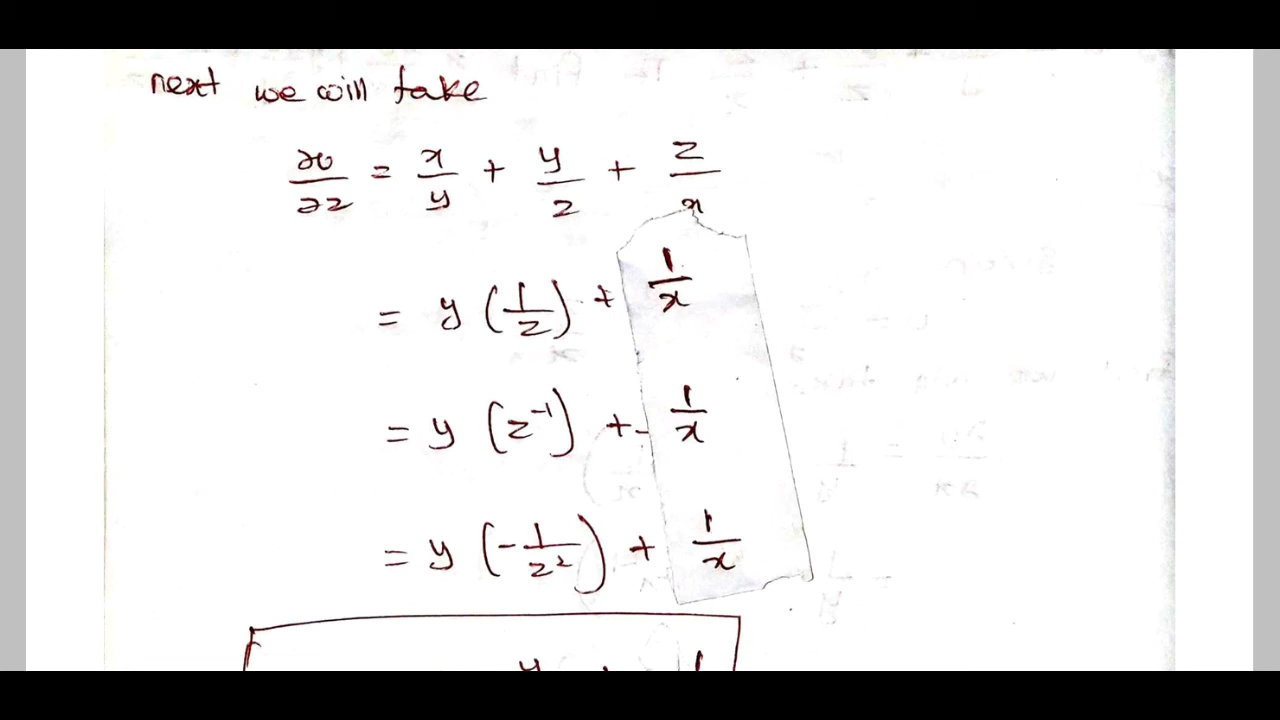 next we will take
∂u/∂z = x/y + y/z + z/x
= y (1/z) + 1/x
= y (z⁻¹) + 1/x
= y (-1/z²) + 1/x